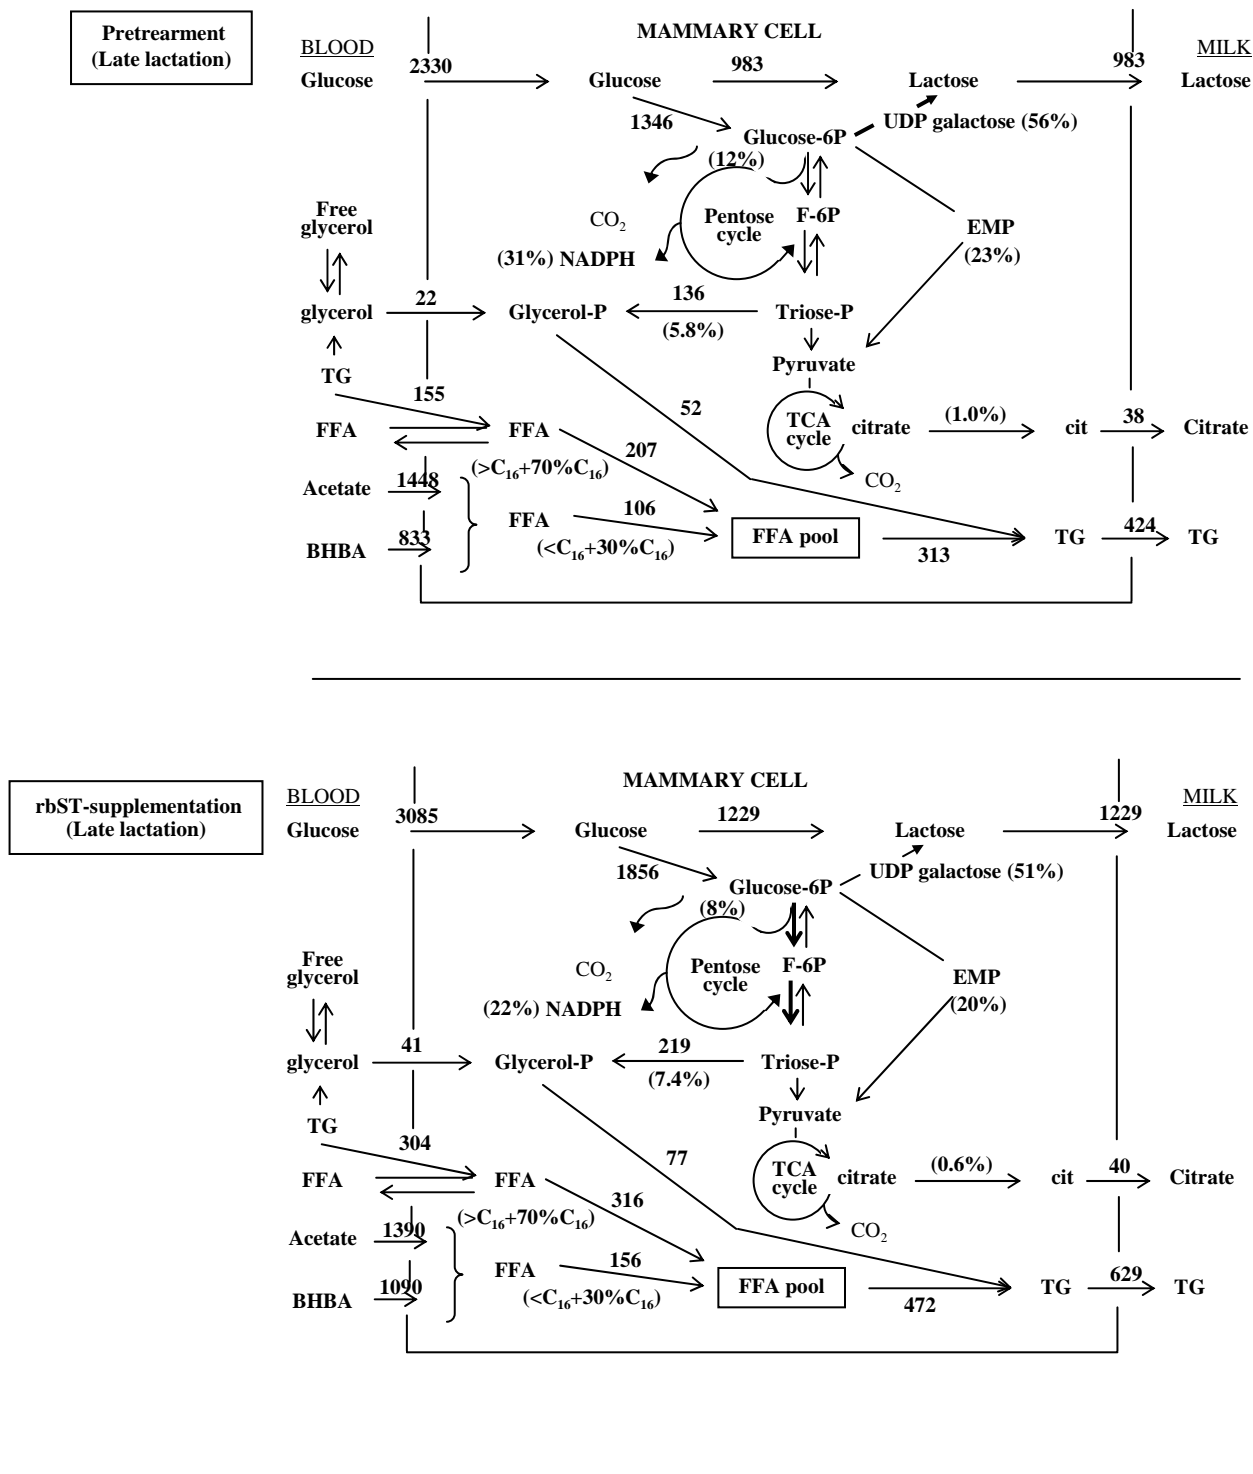 Pretrearment
(Late lactation)
MAMMARY CELL
BLOOD
MILK
Glucose
2330
Glucose
983
Lactose
983
Lactose
1346
UDP galactose (56%)
Glucose-6P
(12%)
Free
glycerol
CO2
Pentose
cycle
F-6P
EMP
(23%)
(31%) NADPH
glycerol
22
Glycerol-P
136
(5.8%)
Triose-P
Pyruvate
TG
155
52
FFA
FFA
TCA
cycle
citrate
(1.0%)
cit
38
Citrate
207
(>C16+70%C16)
CO2
Acetate
1448
FFA
106
(<C16+30%C16)
BHBA
833
FFA pool
313
TG
424
TG
rbST-supplementation
(Late lactation)
MAMMARY CELL
BLOOD
MILK
Glucose
3085
Glucose
1229
Lactose
1229
Lactose
1856
UDP galactose (51%)
Glucose-6P
(8%)
Free
glycerol
CO2
Pentose
cycle
F-6P
EMP
(20%)
(22%) NADPH
glycerol
41
Glycerol-P
219
(7.4%)
Triose-P
Pyruvate
TG
304
77
FFA
FFA
TCA
cycle
citrate
(0.6%)
cit
40
Citrate
316
(>C16+70%C16)
CO2
Acetate
1390
FFA
156
(<C16+30%C16)
BHBA
1090
FFA pool
472
TG
629
TG